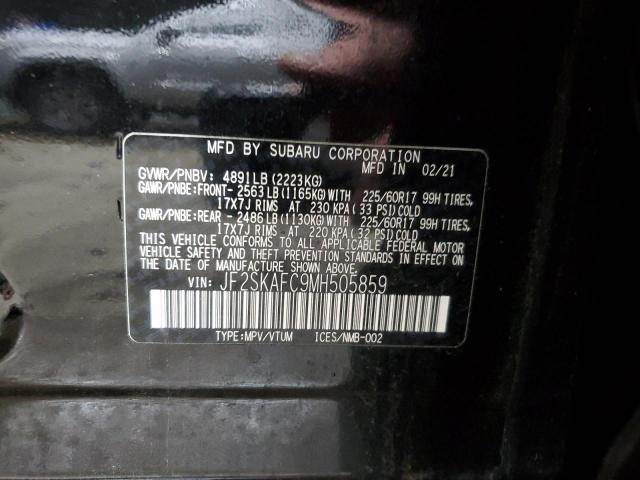 MFD BY SUBARU CORPORATION
MFD IN 02/21
GVWR/PNBV: 4891LB(2223KG)
GAWR/PNBE:FRONT- 2563LB(1165KG)WITH 225/60R17 99H TIRES,
17X7J RIMS AT 230 KPA(33 PSI)COLD
GAWR/PNBE:REAR - 2486LB(1130KG)WITH 225/60R17 99H TIRES,
17X7J RIMS AT 220 KPA(32 PSI)COLD
THIS VEHICLE CONFORMS TO ALL APPLICABLE FEDERAL MOTOR
VEHICLE SAFETY AND THEFT PREVENTION STANDARDS IN EFFECT
ON THE DATE OF MANUFACTURE SHOWN ABOVE.
VIN: JF2SKAFC9MH505859
TYPE:MPV/VTUM ICES/NMB-002